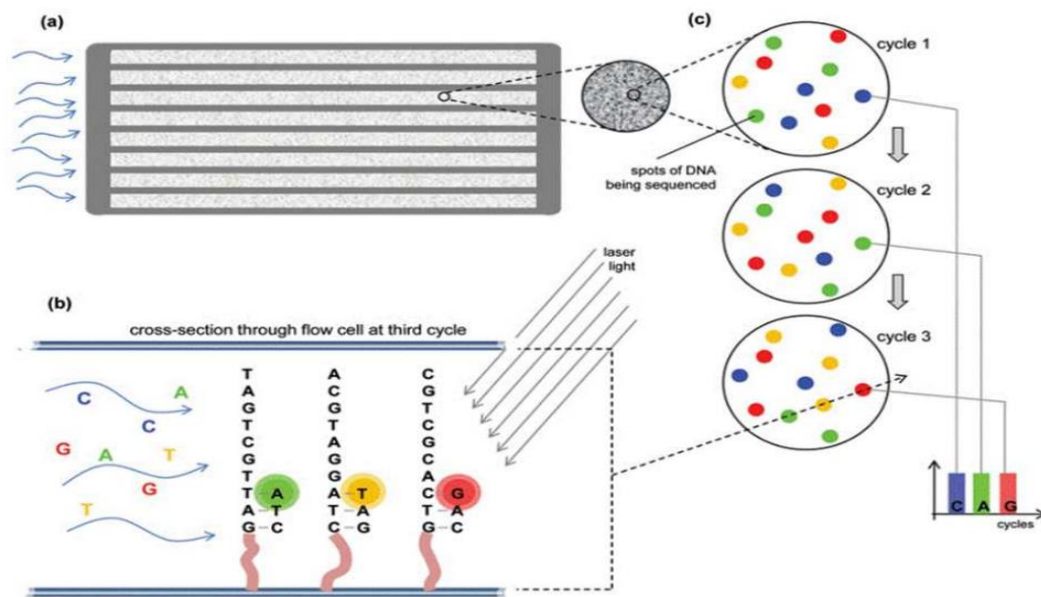 (a)
(c)
cycle 1
spots of DNA
being sequenced
cycle 2
cycle 3
C A G
cycles
(b)
laser
light
cross-section through flow cell at third cycle
C A
C
G A T
G
T
T A C
A C G
G G T
T T C
C A G
G G C
T G A
T A A T C G
A T T A T A
G C C G G C